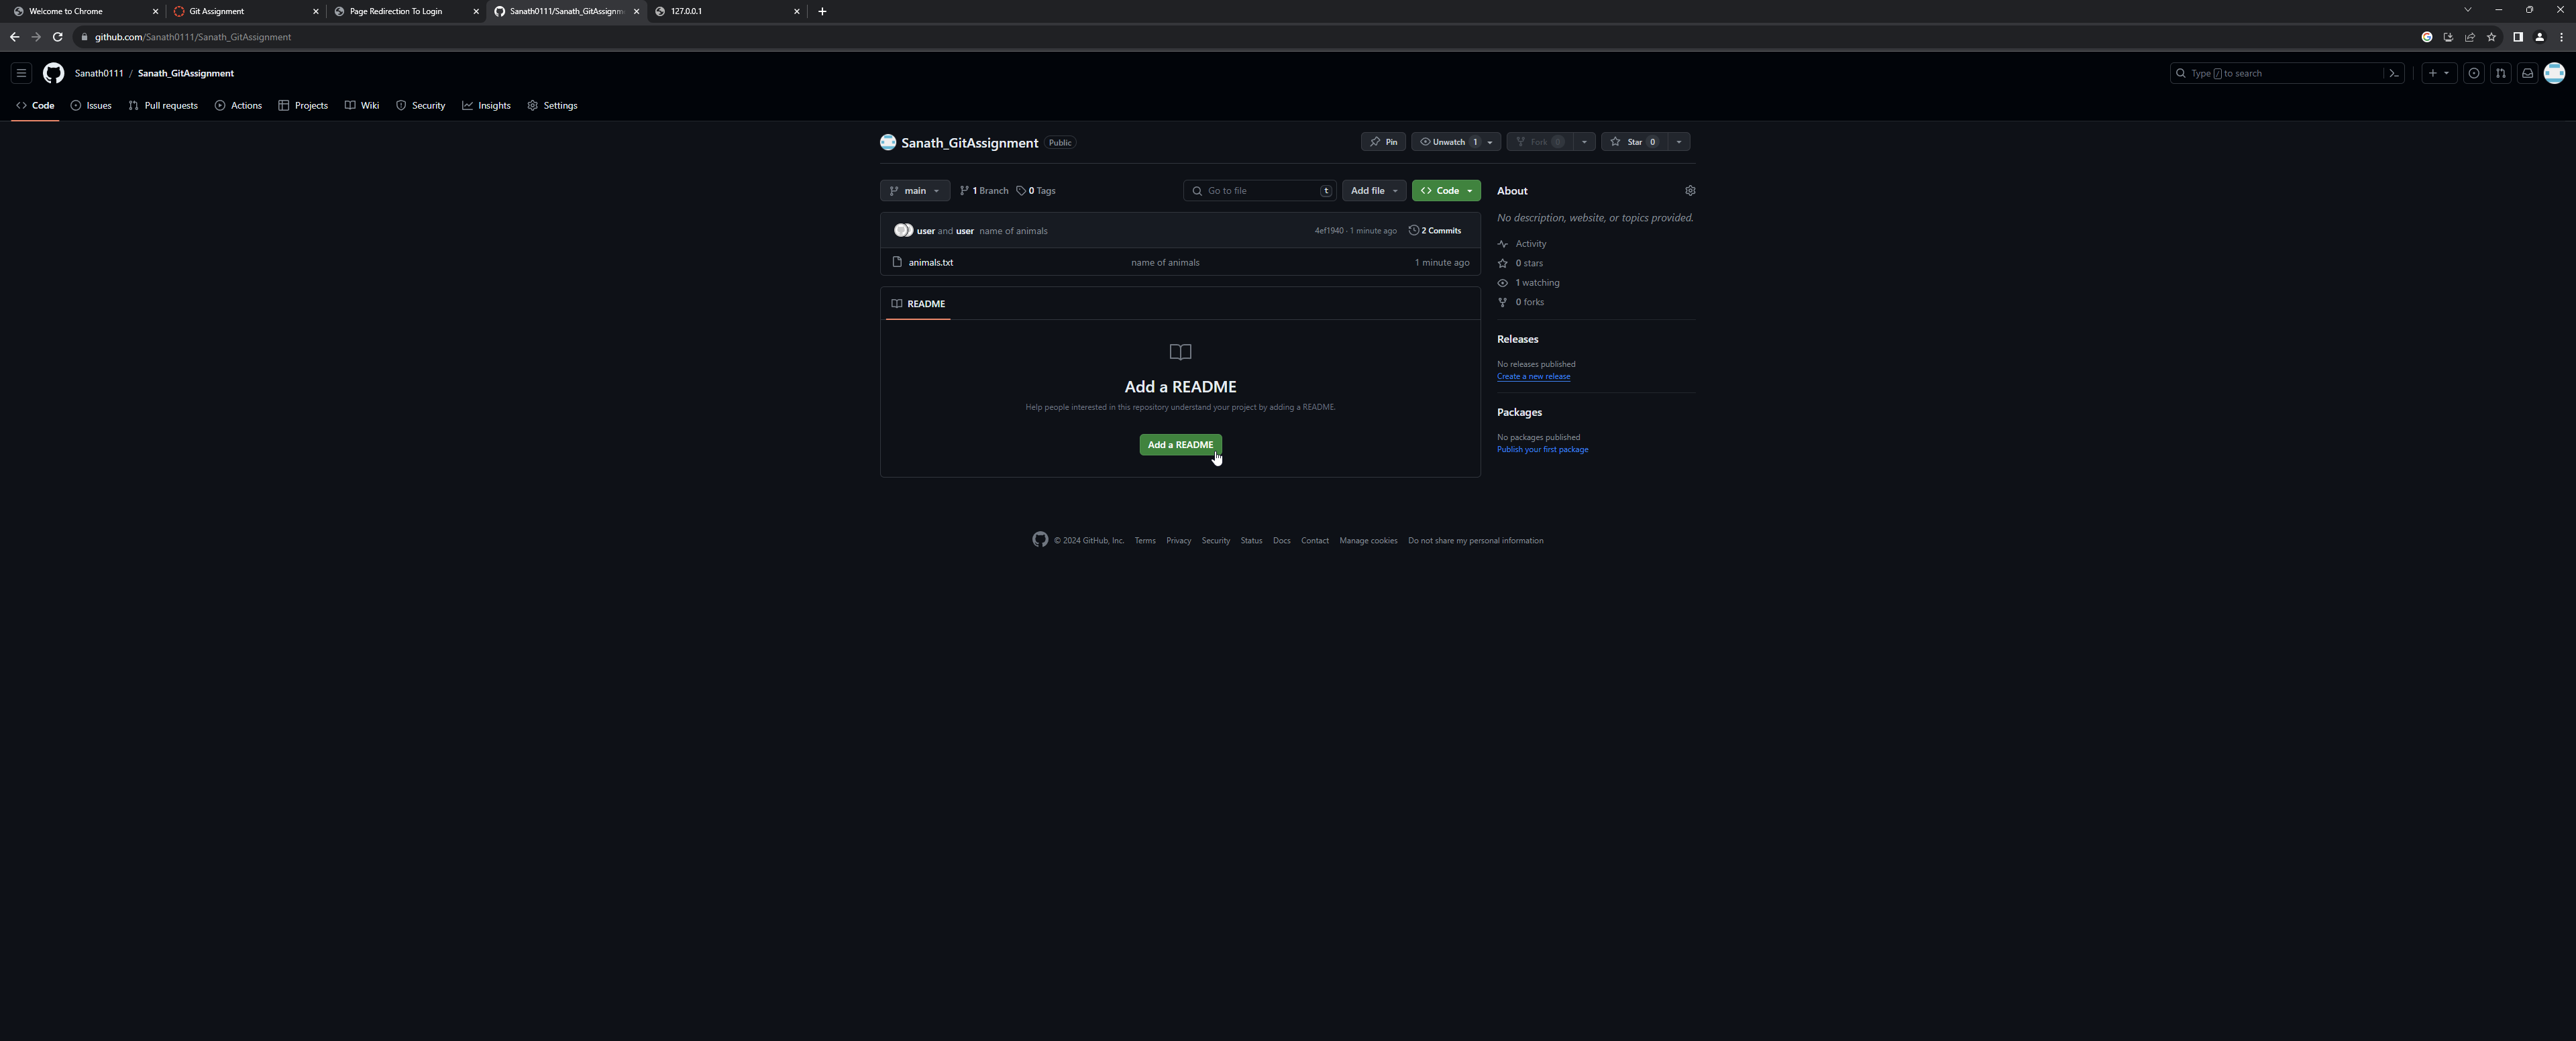 Welcome to Chrome
Git Assignment
Page Redirection To Login
Sanath0111/Sanath_GitAssignm
127.0.0.1
github.com/Sanath0111/Sanath_GitAssignment
Sanath0111 / Sanath_GitAssignment
Type / to search
Code Issues Pull requests Actions Projects Wiki Security Insights Settings
Sanath_GitAssignment Public
Pin Unwatch 1 Fork 0 Star 0
main 1 Branch 0 Tags
Go to file t Add file Code
user and user name of animals 4ef1940 · 1 minute ago 2 Commits
animals.txt name of animals 1 minute ago
README
Add a README
Help people interested in this repository understand your project by adding a README.
Add a README
About
No description, website, or topics provided.
Activity
0 stars
1 watching
0 forks
Releases
No releases published
Create a new release
Packages
No packages published
Publish your first package
© 2024 GitHub, Inc. Terms Privacy Security Status Docs Contact Manage cookies Do not share my personal information